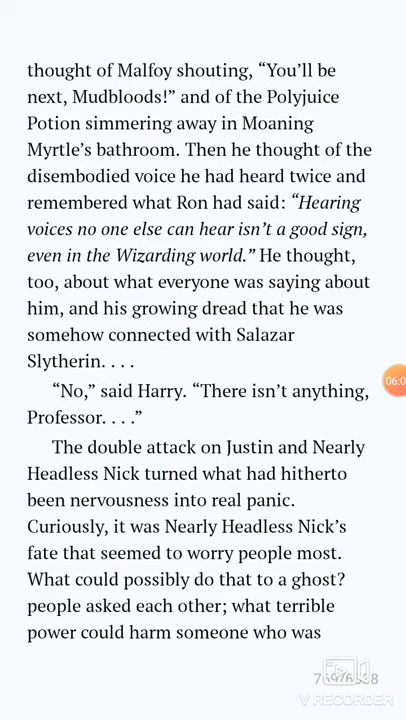 thought of Malfoy shouting, “You’ll be
next, Mudbloods!” and of the Polyjuice
Potion simmering away in Moaning
Myrtle’s bathroom. Then he thought of the
disembodied voice he had heard twice and
remembered what Ron had said: “Hearing
voices no one else can hear isn’t a good sign,
even in the Wizarding world.” He thought,
too, about what everyone was saying about
him, and his growing dread that he was
somehow connected with Salazar
Slytherin. . . .
“No,” said Harry. “There isn’t anything,
Professor. . . .”
The double attack on Justin and Nearly
Headless Nick turned what had hitherto
been nervousness into real panic.
Curiously, it was Nearly Headless Nick’s
fate that seemed to worry people most.
What could possibly do that to a ghost?
people asked each other; what terrible
power could harm someone who was
V RECORDER